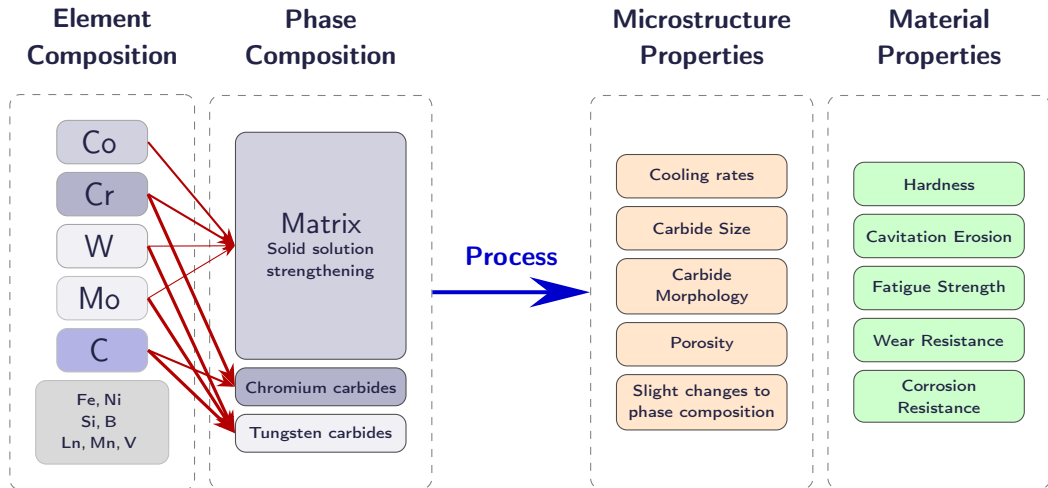 Element
Composition
Phase
Composition
Microstructure
Properties
Material
Properties
Co
Cr
W
Mo
C
Fe, Ni
Si, B
Ln, Mn, V
Matrix
Solid solution
strengthening
Chromium carbides
Tungsten carbides
Process
Cooling rates
Carbide Size
Carbide
Morphology
Porosity
Slight changes to
phase composition
Hardness
Cavitation Erosion
Fatigue Strength
Wear Resistance
Corrosion
Resistance